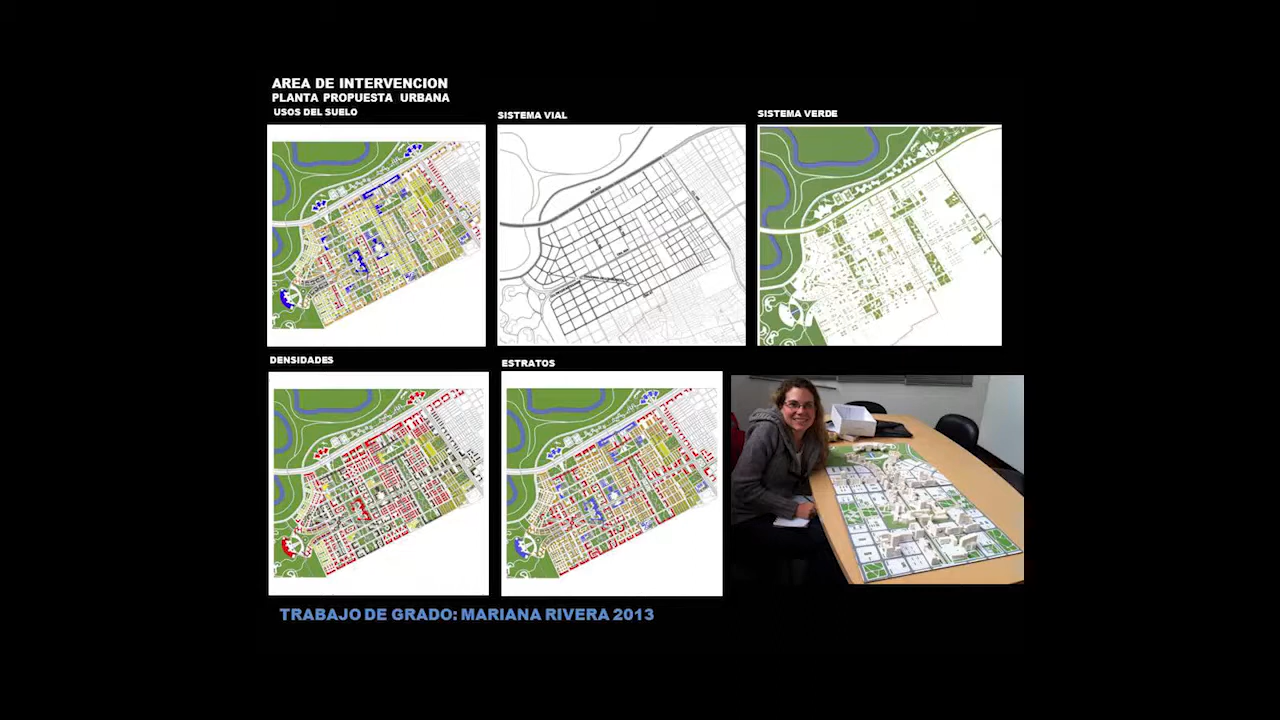 AREA DE INTERVENCION
PLANTA PROPUESTA URBANA
USOS DEL SUELO
SISTEMA VIAL
SISTEMA VERDE
DENSIDADES
ESTRATOS
TRABAJO DE GRADO: MARIANA RIVERA 2013